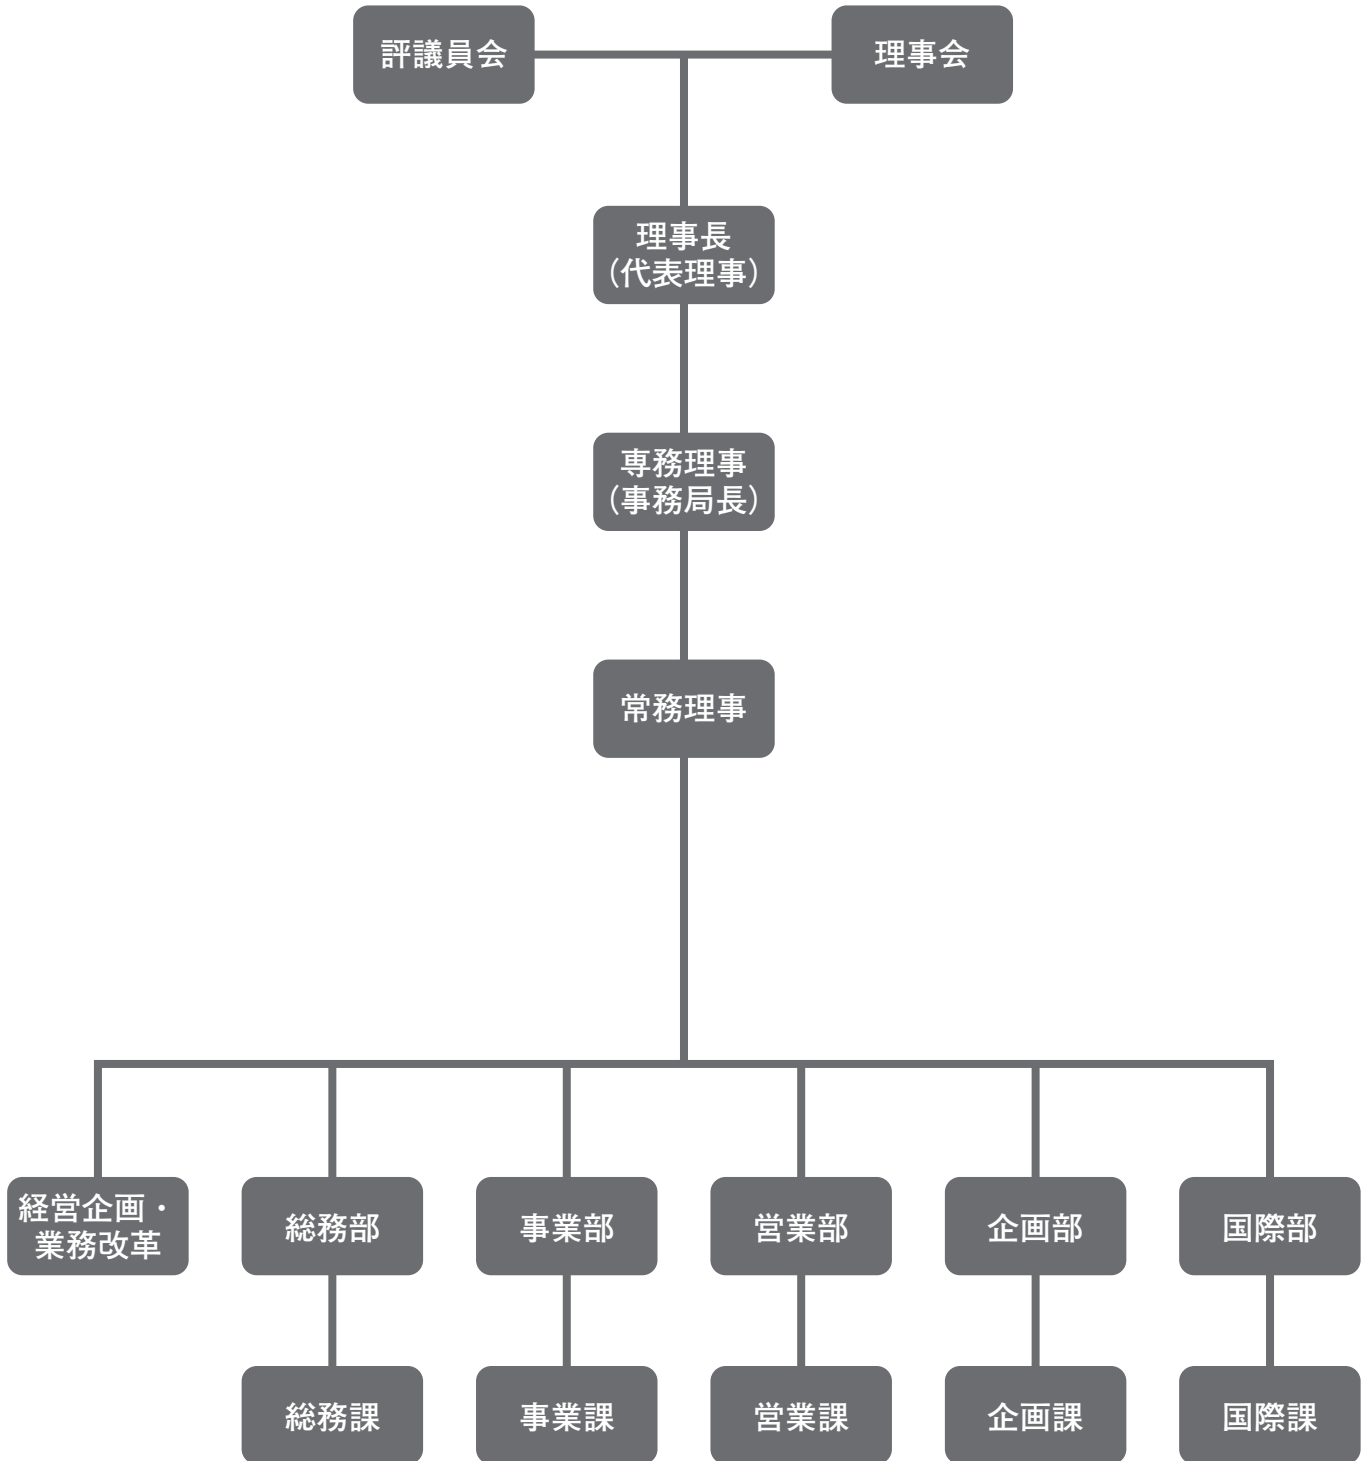 評議員会
理事会
理事長
（代表理事）
専務理事
（事務局長）
常務理事
経営企画・
業務改革
総務部
事業部
営業部
企画部
国際部
総務課
事業課
営業課
企画課
国際課